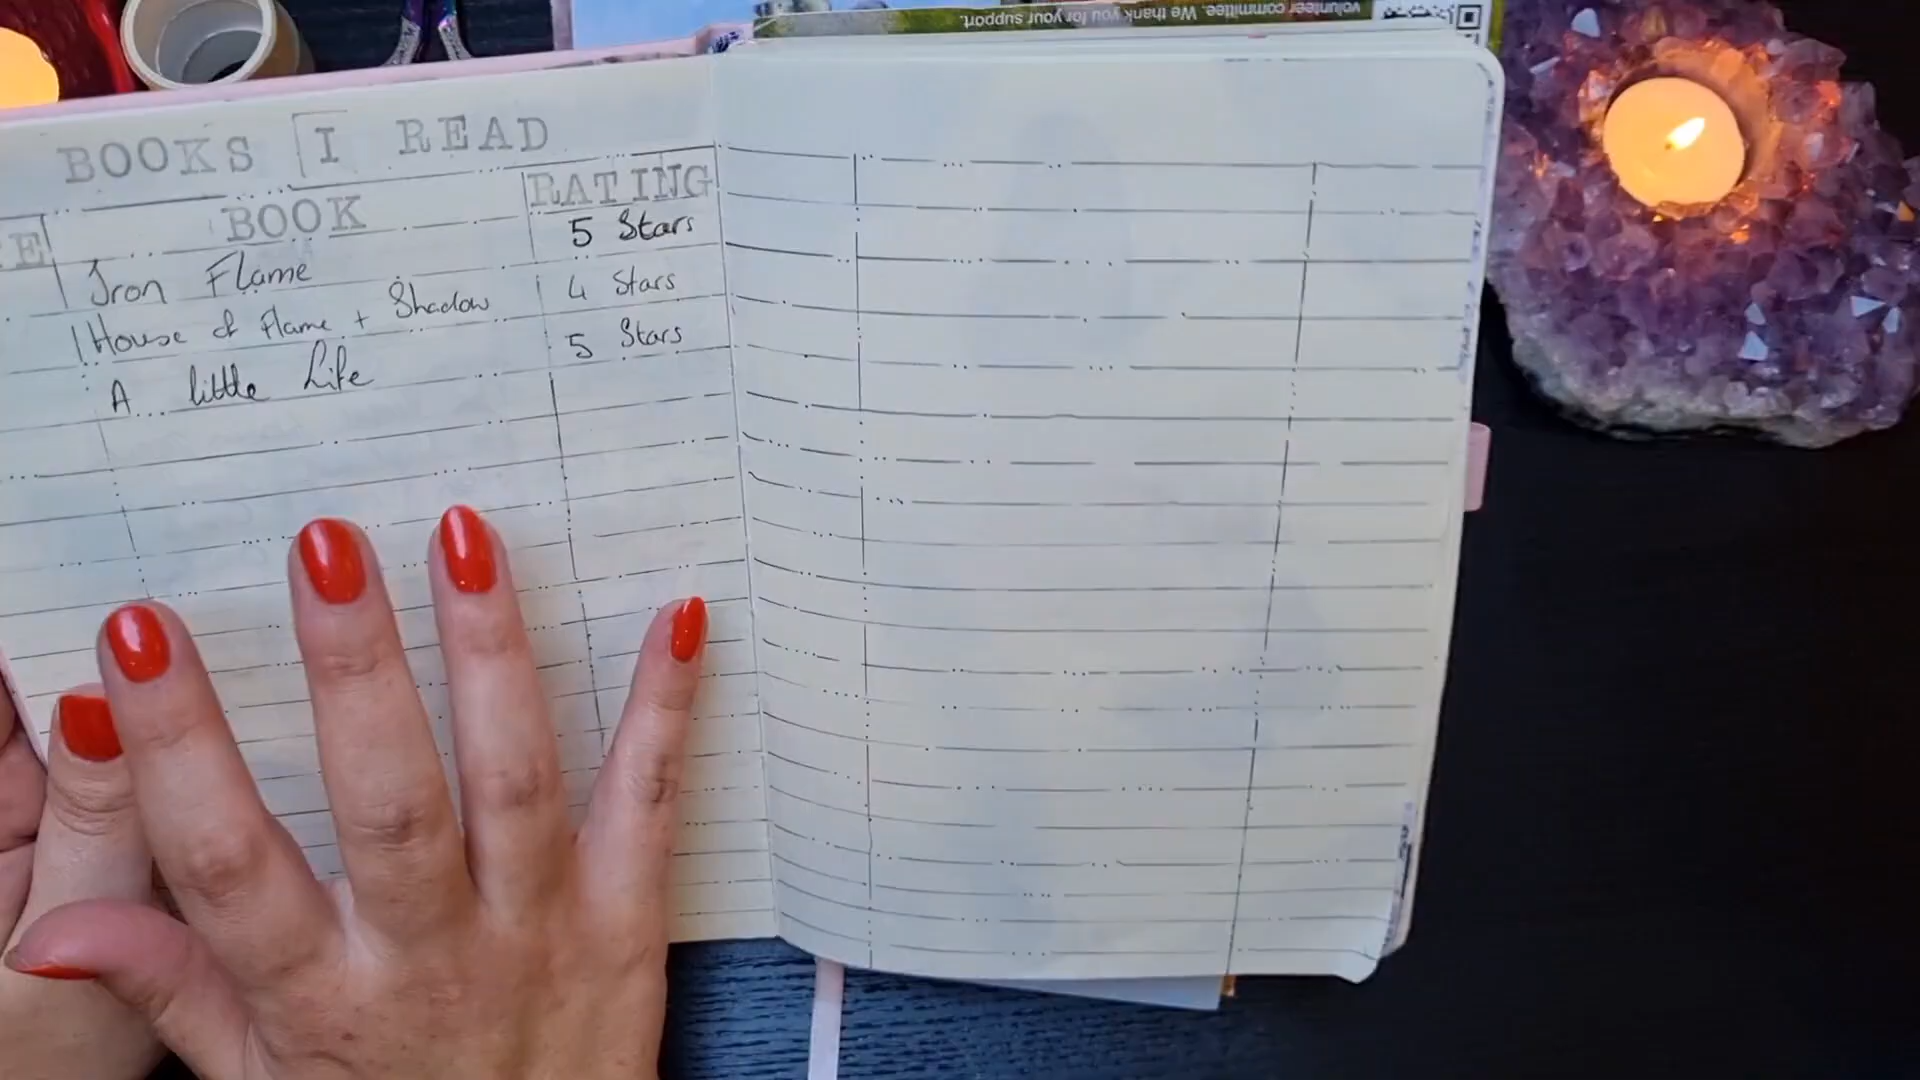 volunteer committee. We thank you for your support.
BOOKS I READ
E BOOK RATING
Iron Flame 5 Stars
House of Flame + Shadow 4 Stars
A little Life 5 Stars